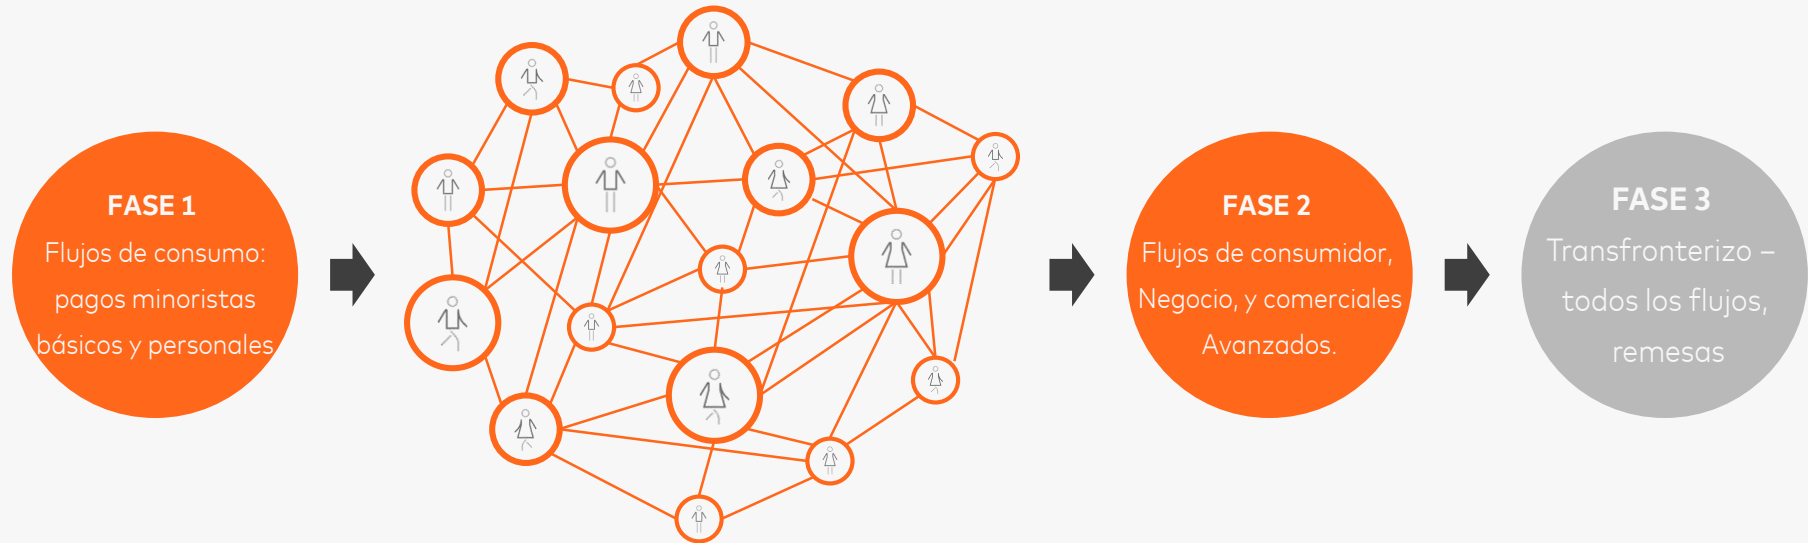 FASE 1
Flujos de consumo:
pagos minoristas
básicos y personales
FASE 2
Flujos de consumidor,
Negocio, y comerciales
Avanzados.
FASE 3
Transfronterizo –
todos los flujos,
remesas